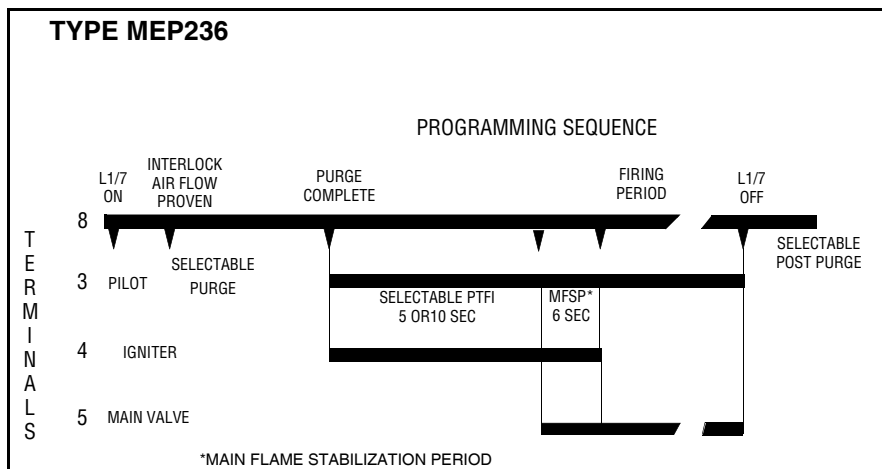 TYPE MEP236
PROGRAMMING SEQUENCE
L1/7
ON
INTERLOCK
AIR FLOW
PROVEN
PURGE
COMPLETE
FIRING
PERIOD
L1/7
OFF
TERMINALS
8
SELECTABLE
POST PURGE
3 PILOT
SELECTABLE
PURGE
SELECTABLE PTFI
5 OR10 SEC
MFSP*
6 SEC
4 IGNITER
5 MAIN VALVE
*MAIN FLAME STABILIZATION PERIOD